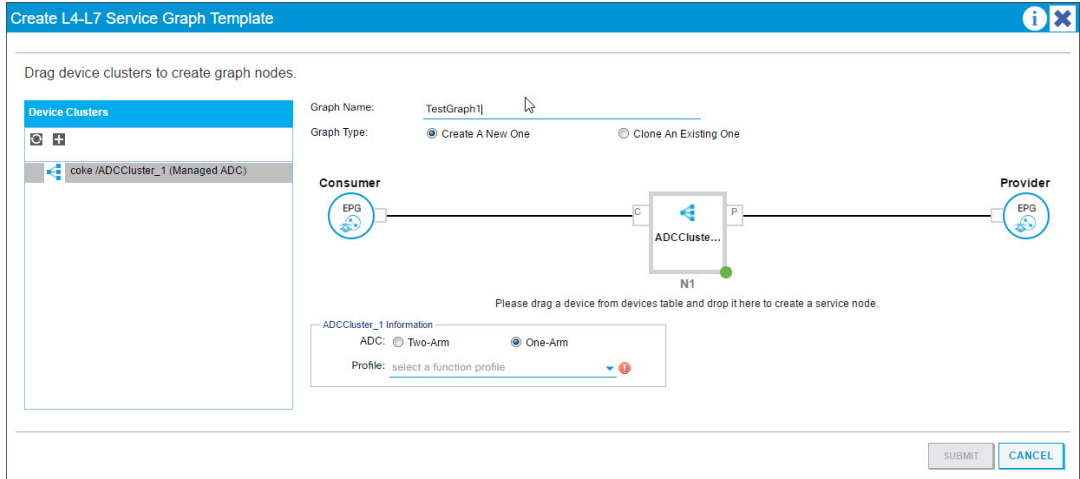 Create L4-L7 Service Graph Template
i
Drag device clusters to create graph nodes.
Device Clusters
coke /ADCCluster_1 (Managed ADC)
Graph Name: TestGraph1
Graph Type: Create A New One Clone An Existing One
Consumer Provider
EPG C P EPG
ADCCluste...
N1
Please drag a device from devices table and drop it here to create a service node.
ADCCluster_1 Information
ADC: Two-Arm One-Arm
Profile: select a function profile
SUBMIT CANCEL